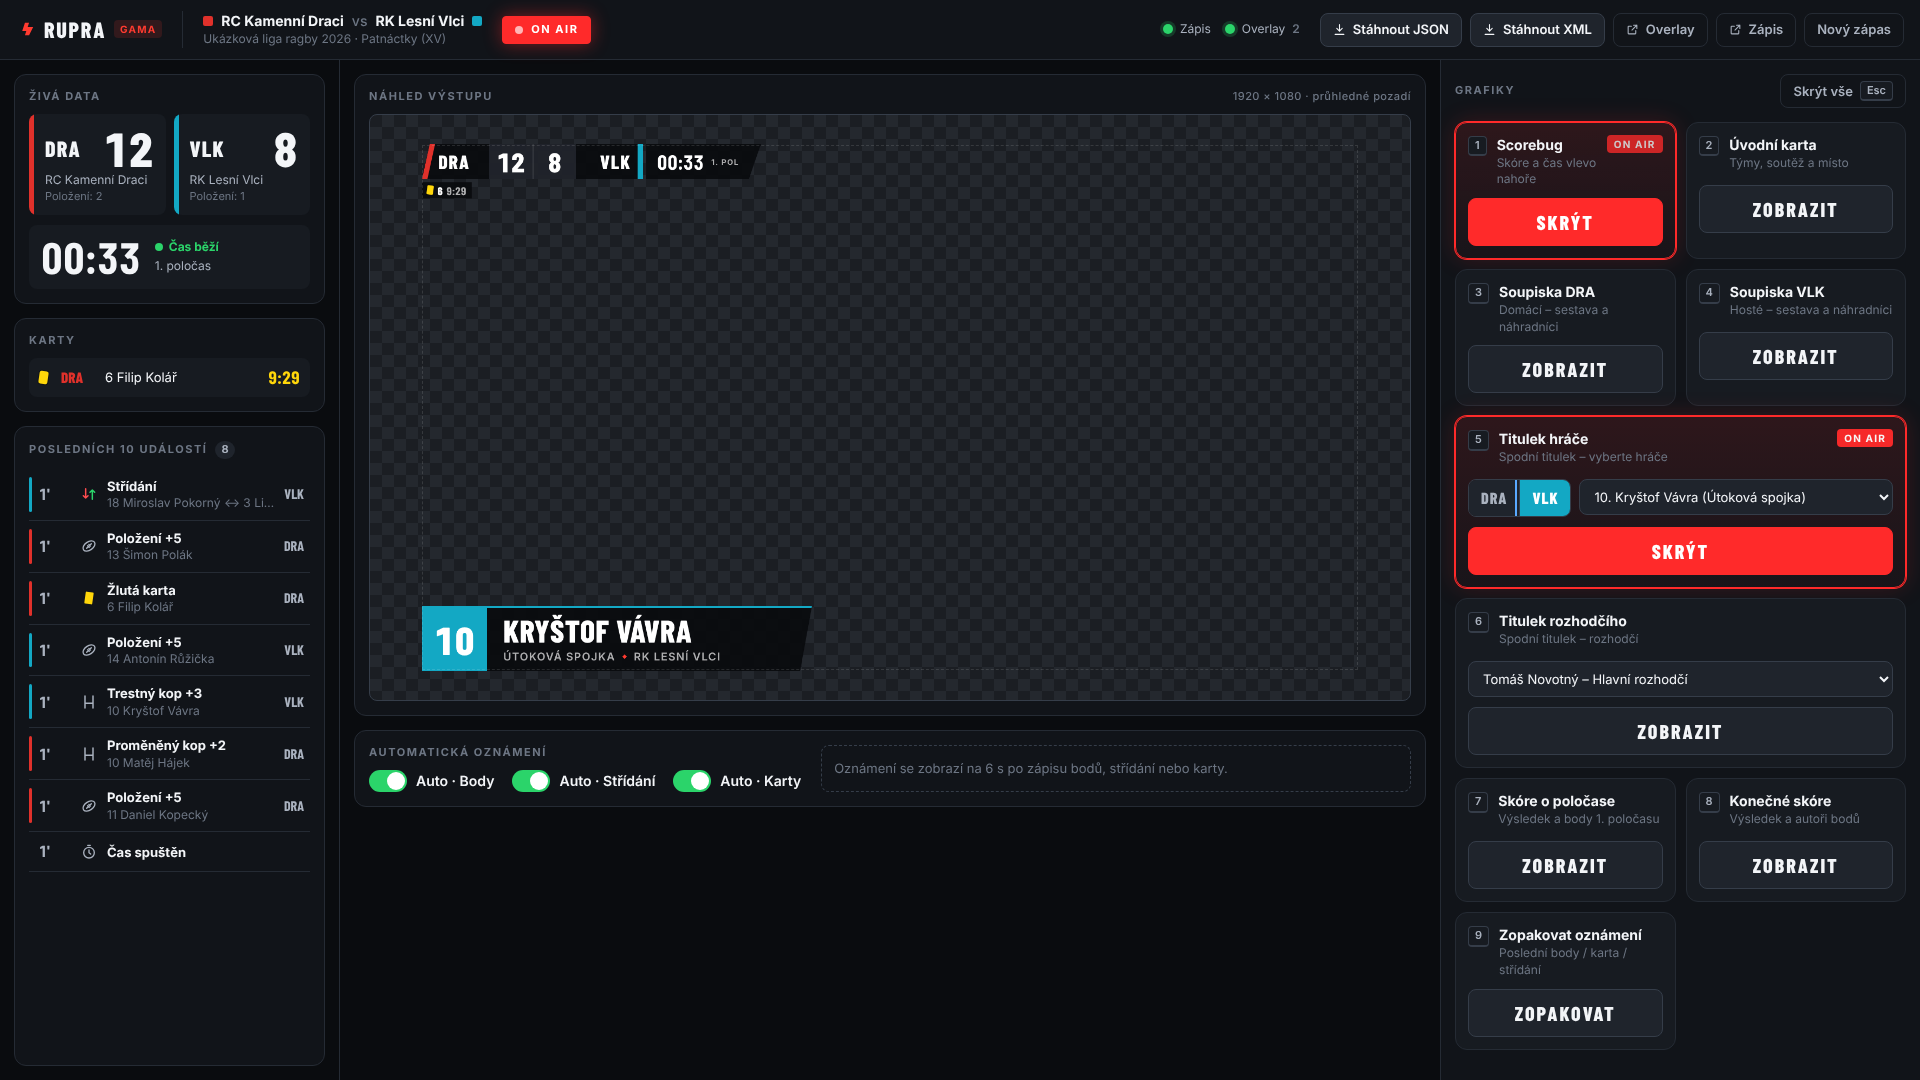 RUPRA GAMA
RC Kamenní Draci vs RK Lesní Vlci
Ukázková liga ragby 2026 · Patnáctky (XV)
ON AIR
Zápis
Overlay 2
Stáhnout JSON
Stáhnout XML
Overlay
Zápis
Nový zápas
ŽIVÁ DATA
DRA 12
RC Kamenní Draci
Položení: 2
VLK 8
RK Lesní Vlci
Položení: 1
00:33
Čas běží
1. poločas
KARTY
DRA 6 Filip Kolář 9:29
POSLEDNÍCH 10 UDÁLOSTÍ 8
1' Střídání VLK
18 Miroslav Pokorný ↔ 3 Li...
1' Položení +5 DRA
13 Šimon Polák
1' Žlutá karta DRA
6 Filip Kolář
1' Položení +5 VLK
14 Antonín Růžička
1' Trestný kop +3 VLK
10 Kryštof Vávra
1' Proměněný kop +2 DRA
10 Matěj Hájek
1' Položení +5 DRA
11 Daniel Kopecký
1' Čas spuštěn
NÁHLED VÝSTUPU
1920 × 1080 · průhledné pozadí
DRA 12 8 VLK 00:33 1. POL
6 9:29
10
KRYŠTOF VÁVRA
ÚTOKOVÁ SPOJKA • RK LESNÍ VLCI
AUTOMATICKÁ OZNÁMENÍ
Auto · Body
Auto · Střídání
Auto · Karty
Oznámení se zobrazí na 6 s po zápisu bodů, střídání nebo karty.
GRAFIKY
Skrýt vše Esc
1 Scorebug ON AIR
Skóre a čas vlevo
nahoře
SKRÝT
2 Úvodní karta
Týmy, soutěž a místo
ZOBRAZIT
3 Soupiska DRA
Domácí – sestava a
náhradníci
ZOBRAZIT
4 Soupiska VLK
Hosté – sestava a náhradníci
ZOBRAZIT
5 Titulek hráče ON AIR
Spodní titulek – vyberte hráče
DRA VLK 10. Kryštof Vávra (Útoková spojka)
SKRÝT
6 Titulek rozhodčího
Spodní titulek – rozhodčí
Tomáš Novotný – Hlavní rozhodčí
ZOBRAZIT
7 Skóre o poločase
Výsledek a body 1. poločasu
ZOBRAZIT
8 Konečné skóre
Výsledek a autoři bodů
ZOBRAZIT
9 Zopakovat oznámení
Poslední body / karta /
střídání
ZOPAKOVAT